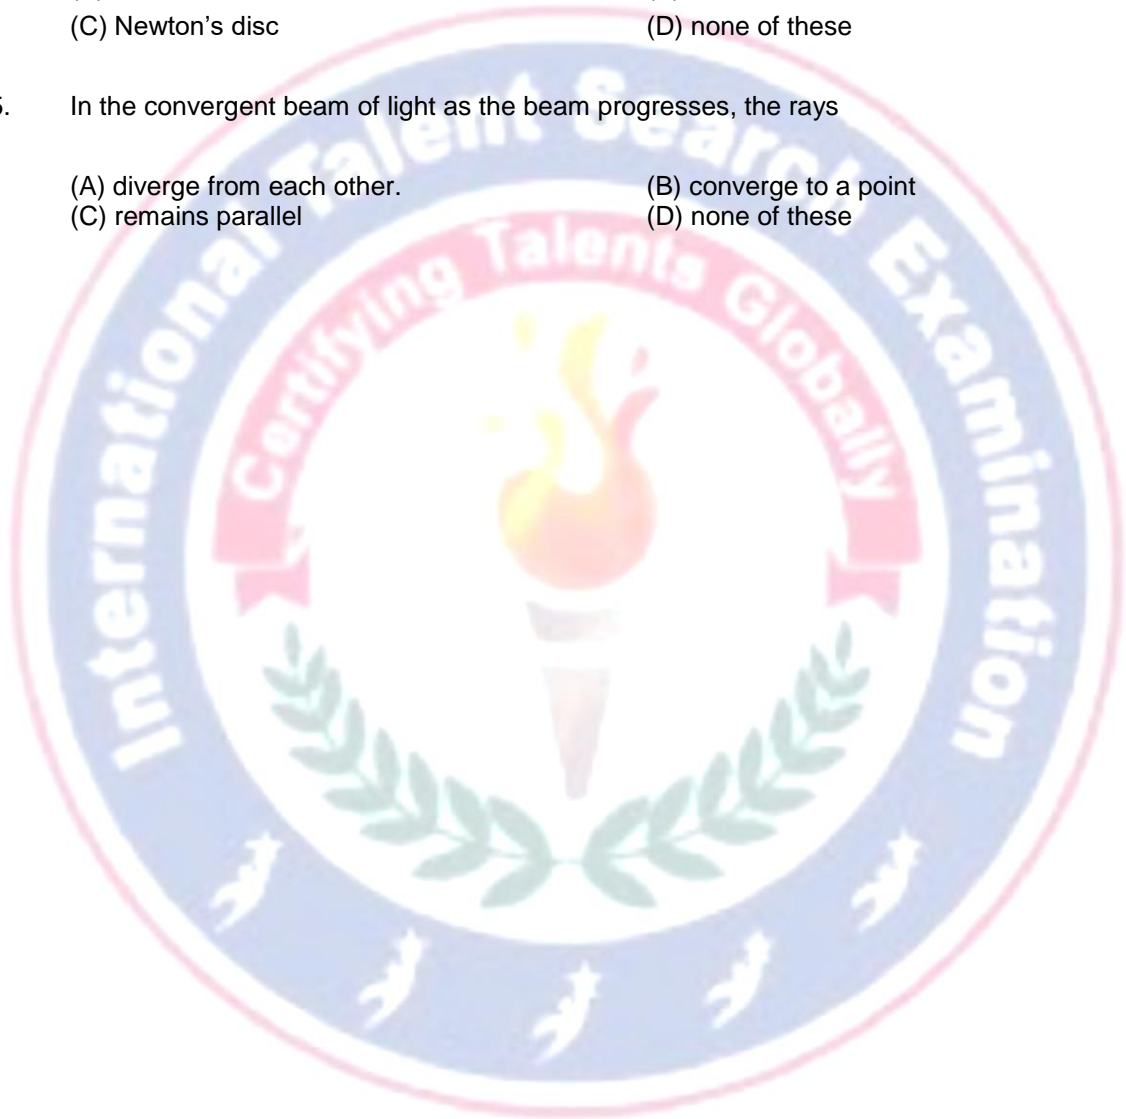 (C) Newton’s disc (D) none of these
5. In the convergent beam of light as the beam progresses, the rays
(A) diverge from each other. (B) converge to a point
(C) remains parallel (D) none of these
International Talent Search Examination
Certifying Talents Globally